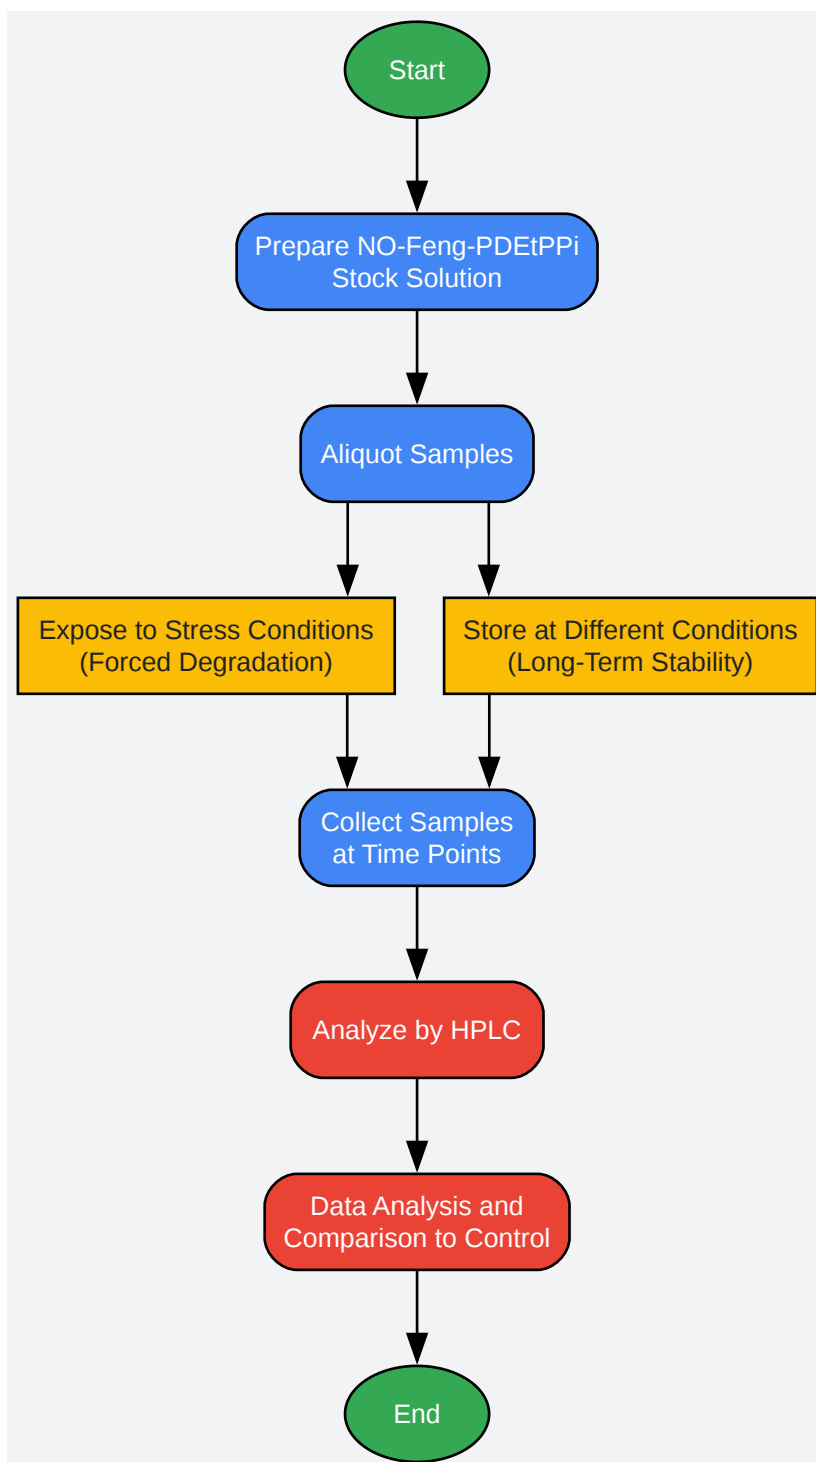 Start
Prepare NO-Feng-PDEtPPi
Stock Solution
Aliquot Samples
Expose to Stress Conditions
(Forced Degradation)
Store at Different Conditions
(Long-Term Stability)
Collect Samples
at Time Points
Analyze by HPLC
Data Analysis and
Comparison to Control
End